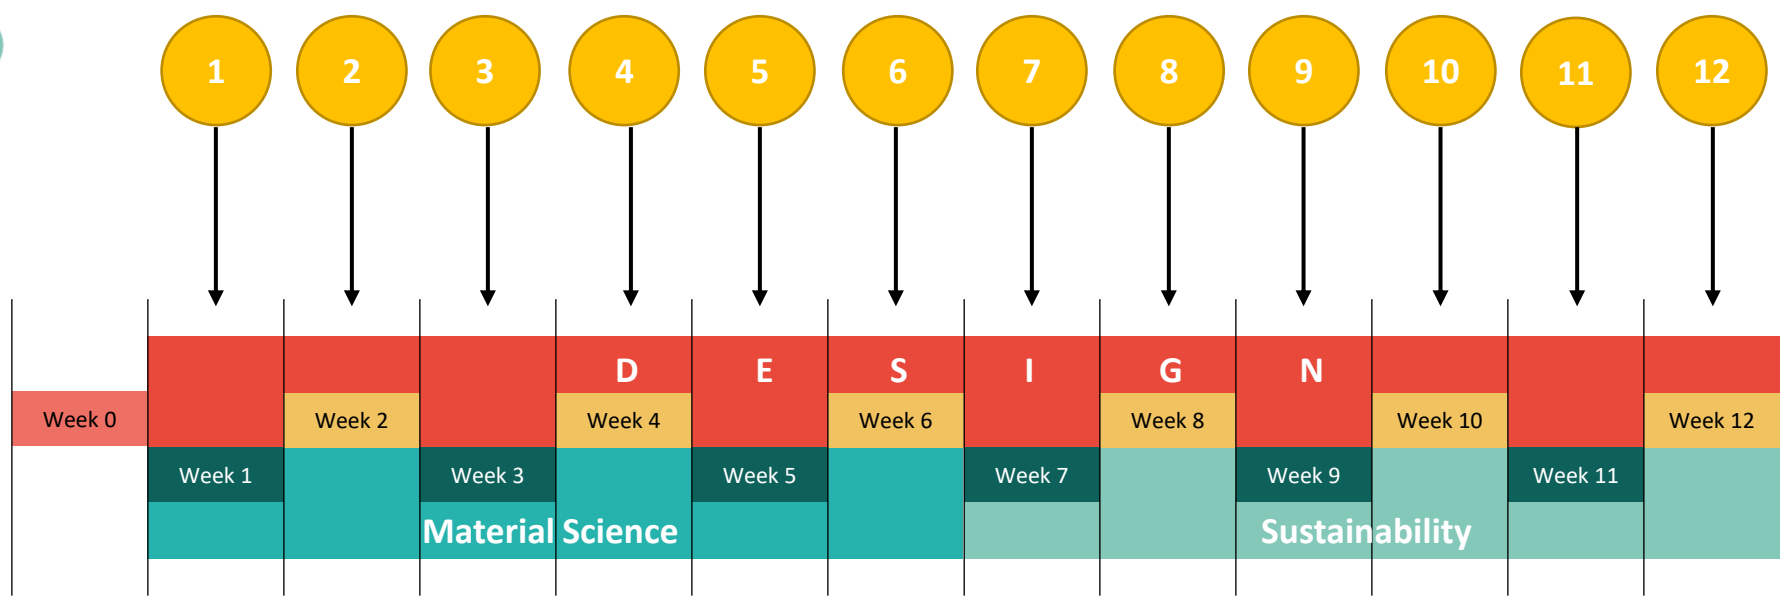 1 2 3 4 5 6 7 8 9 10 11 12
D E S I G N
Week 0 Week 2 Week 4 Week 6 Week 8 Week 10 Week 12
Week 1 Week 3 Week 5 Week 7 Week 9 Week 11
Material Science Sustainability